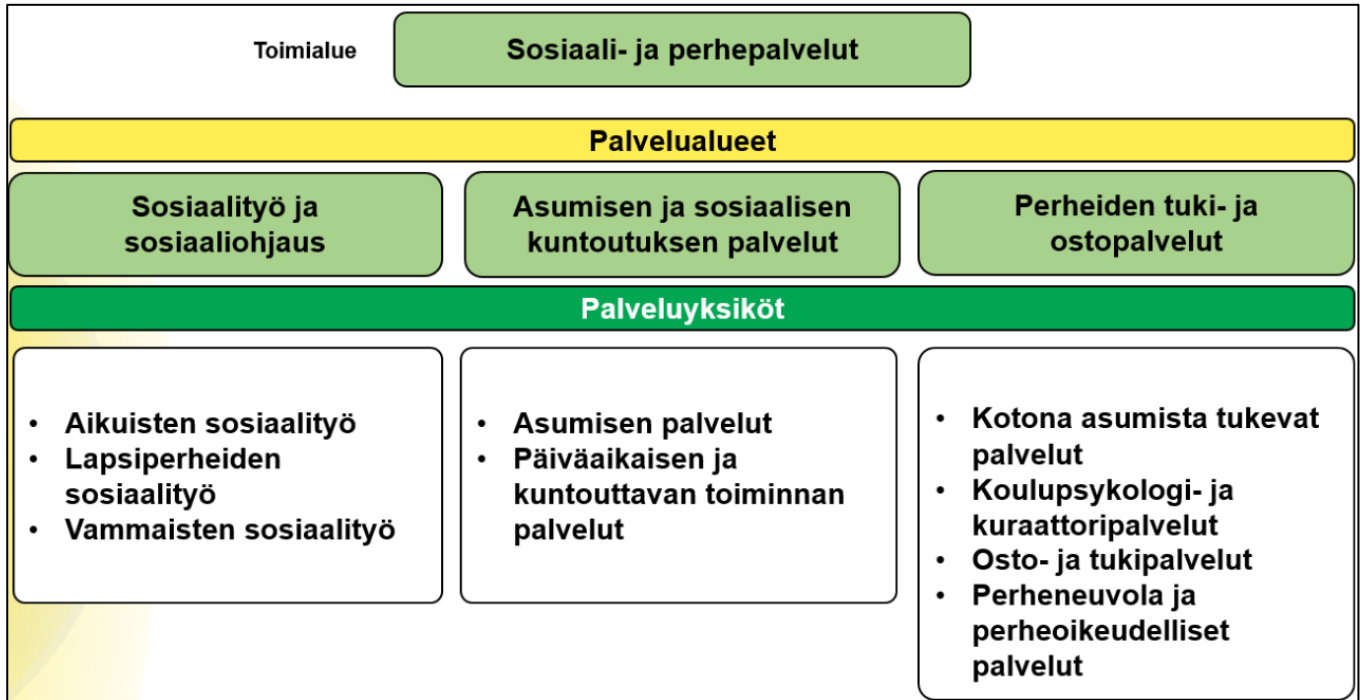 Toimialue
Sosiaali- ja perhepalvelut
Palvelualueet
Sosiaalityö ja
sosiaaliohjaus
Asumisen ja sosiaalisen
kuntoutuksen palvelut
Perheiden tuki- ja
ostopalvelut
Palveluyksiköt
• Aikuisten sosiaalityö
• Lapsiperheiden
sosiaalityö
• Vammaisten sosiaalityö
• Asumisen palvelut
• Päiväaikaisen ja
kuntouttavan toiminnan
palvelut
• Kotona asumista tukevat
palvelut
• Koulupsykologi- ja
kuraattoripalvelut
• Osto- ja tukipalvelut
• Perheneuvola ja
perheoikeudelliset
palvelut